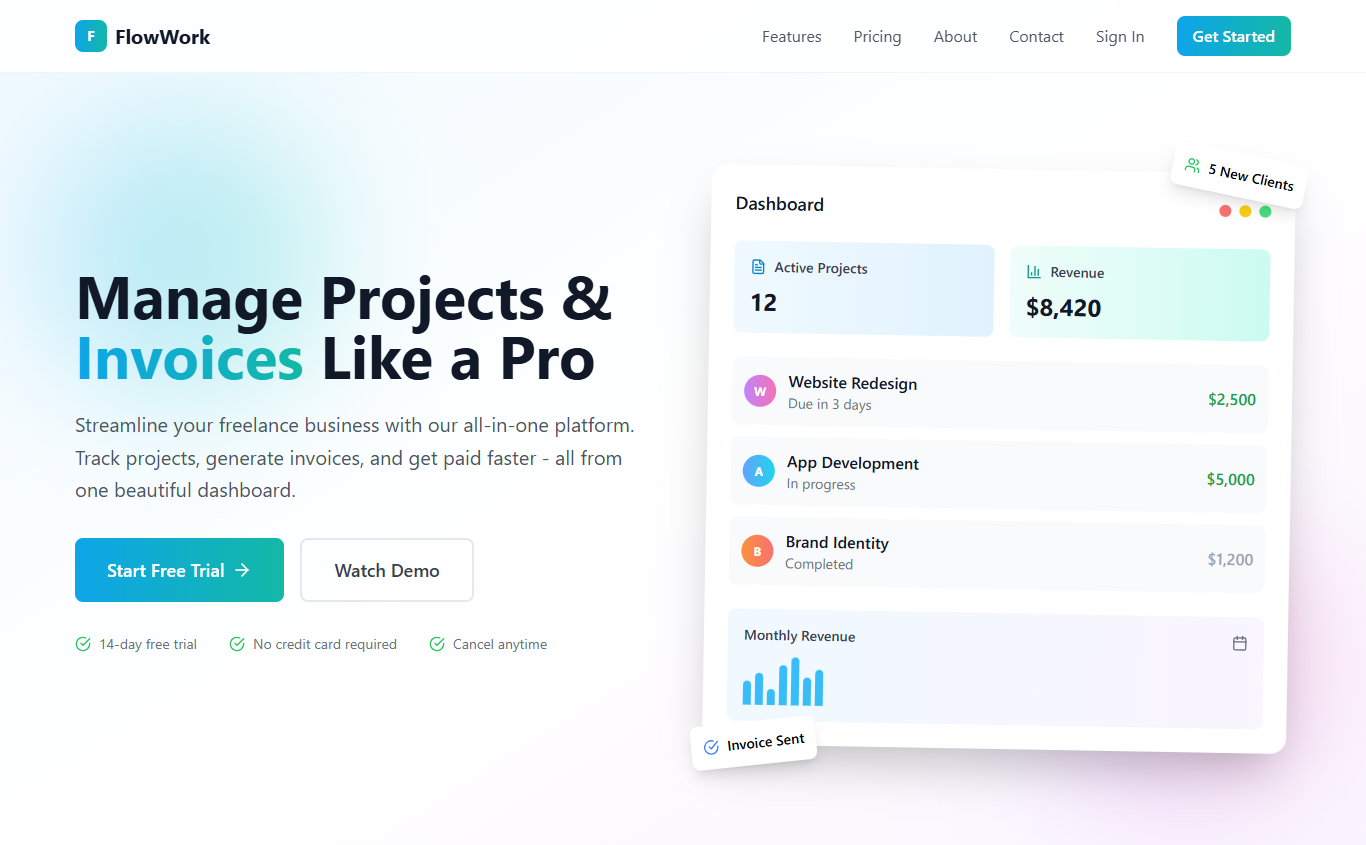 F FlowWork
Features Pricing About Contact Sign In Get Started
Manage Projects &
Invoices Like a Pro
Streamline your freelance business with our all-in-one platform.
Track projects, generate invoices, and get paid faster - all from
one beautiful dashboard.
Start Free Trial →
Watch Demo
14-day free trial
No credit card required
Cancel anytime
5 New Clients
Dashboard
Active Projects
12
Revenue
$8,420
W
Website Redesign
Due in 3 days
$2,500
A
App Development
In progress
$5,000
B
Brand Identity
Completed
$1,200
Monthly Revenue
Invoice Sent